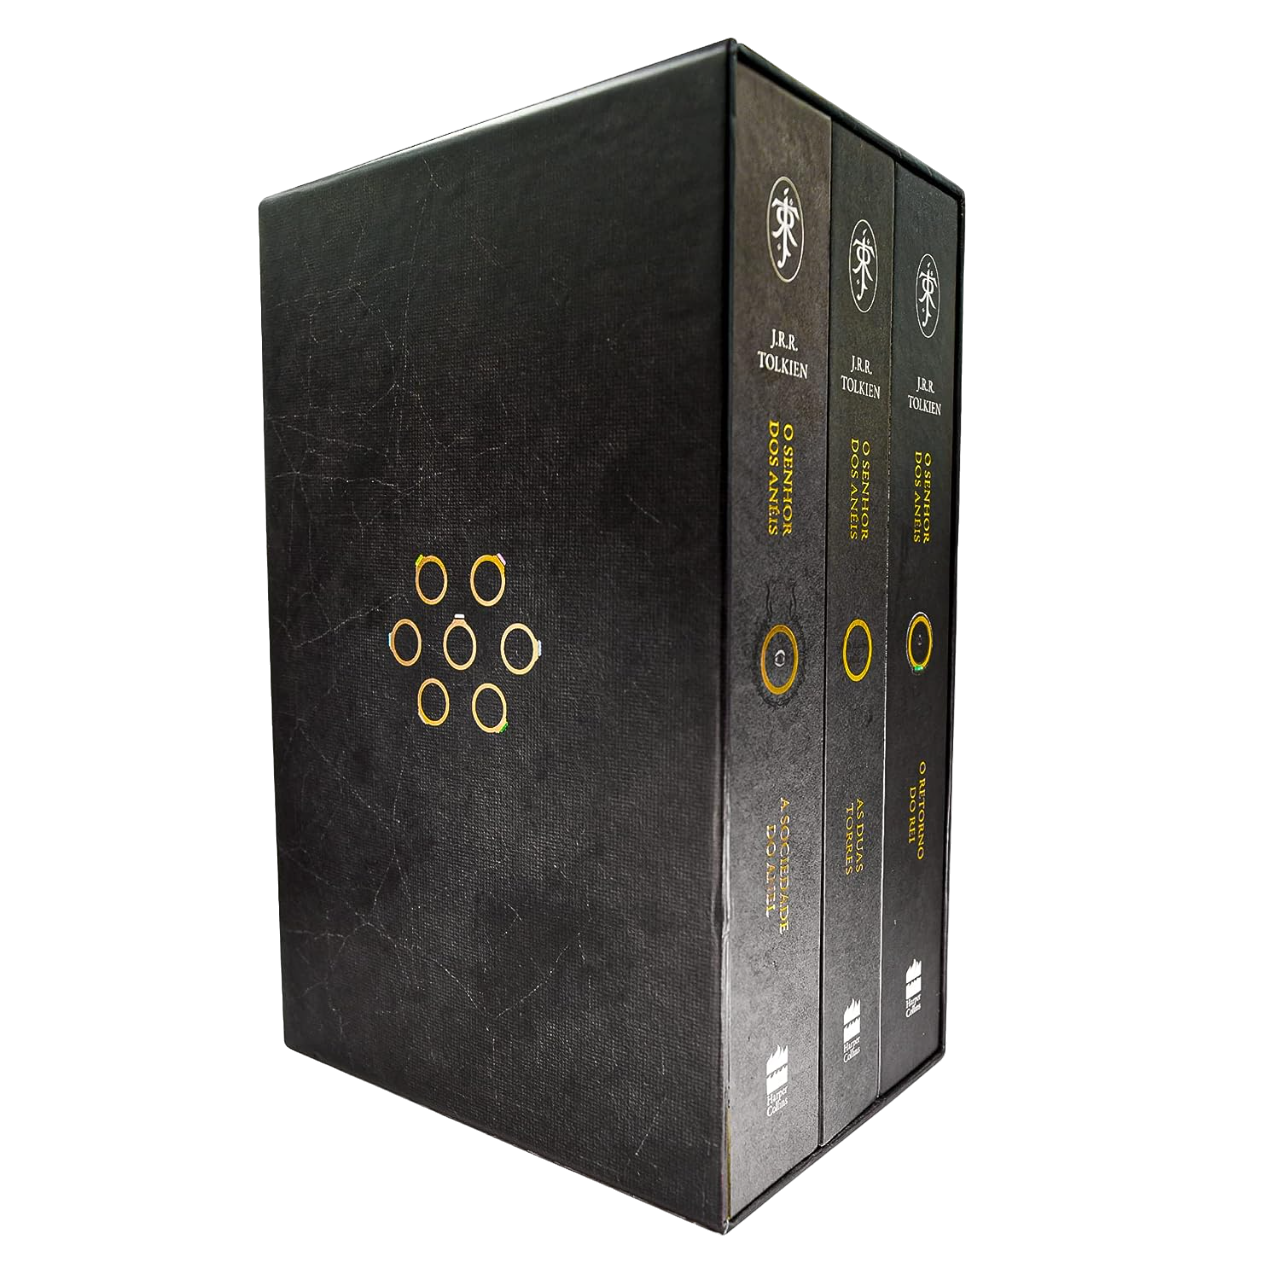 J.R.R.
TOLKIEN
O SENHOR
DOS ANÉIS
A SOCIEDADE
DO ANEL
Harper
Collins
J.R.R.
TOLKIEN
O SENHOR
DOS ANÉIS
AS DUAS
TORRES
Harper
Collins
J.R.R.
TOLKIEN
O SENHOR
DOS ANÉIS
O RETORNO
DO REI
Harper
Collins